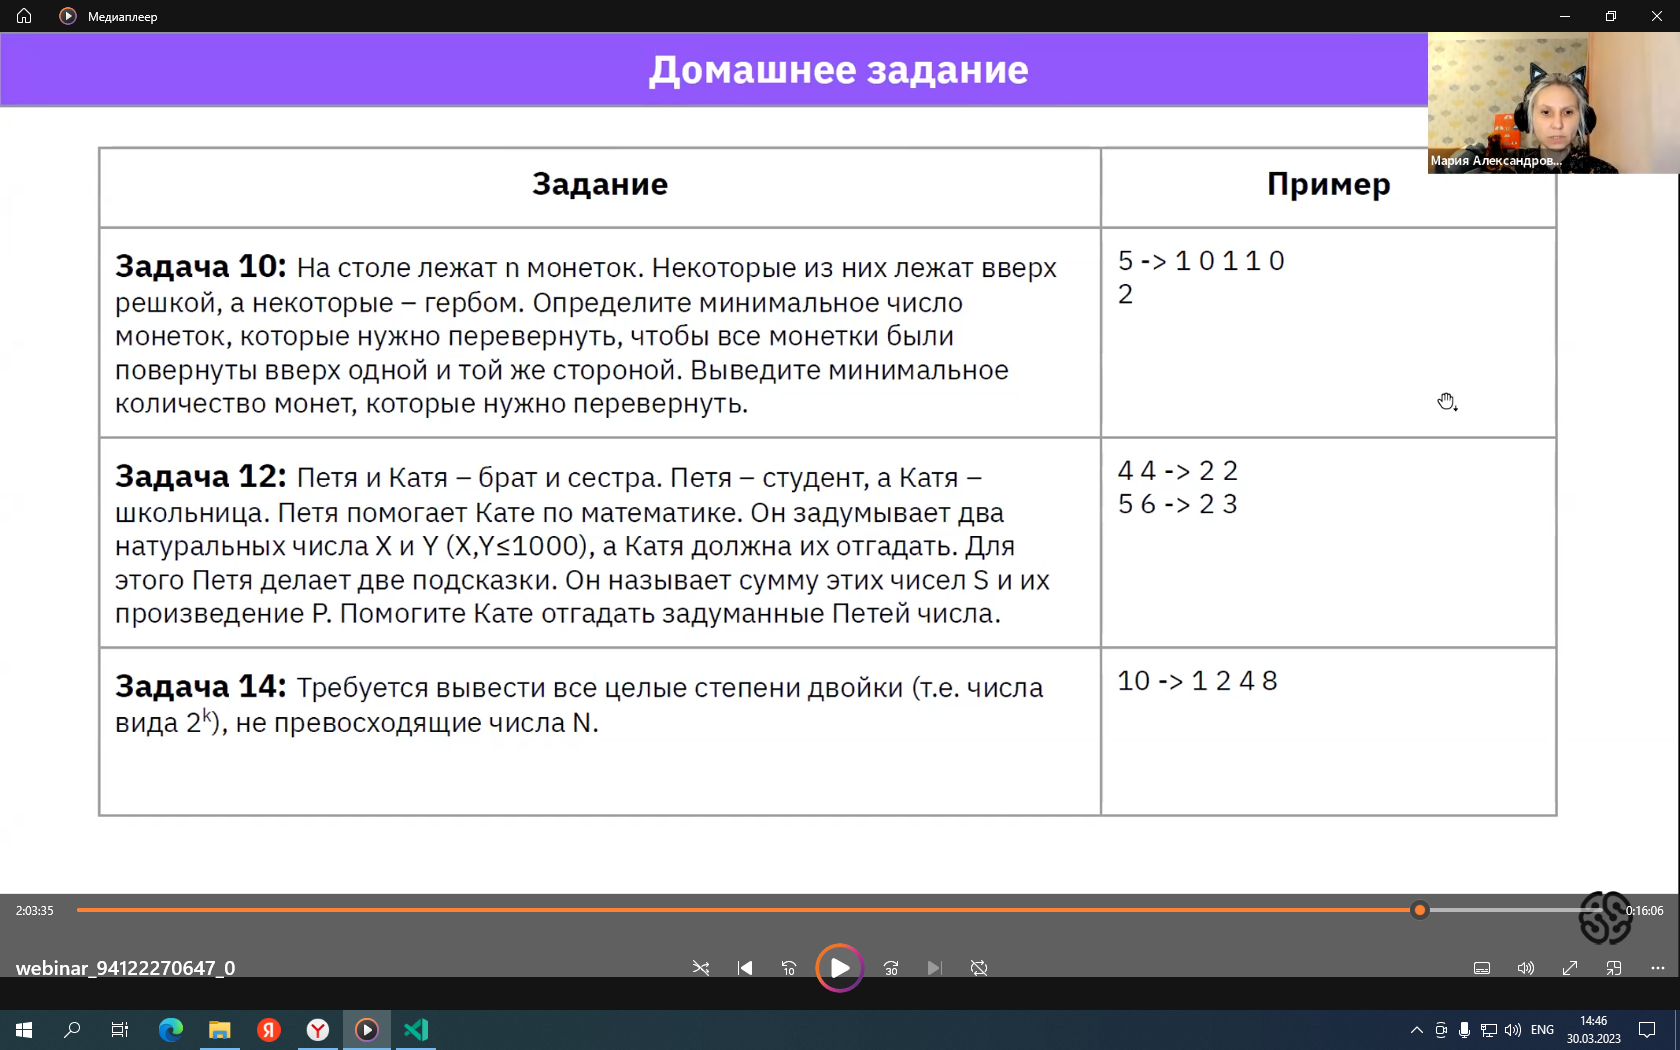 Медиаплеер
Домашнее задание
Мария Александров...
Задание
Пример
Задача 10: На столе лежат n монеток. Некоторые из них лежат вверх
решкой, а некоторые – гербом. Определите минимальное число
монеток, которые нужно перевернуть, чтобы все монетки были
повернуты вверх одной и той же стороной. Выведите минимальное
количество монет, которые нужно перевернуть.
5 -> 1 0 1 1 0
2
Задача 12: Петя и Катя – брат и сестра. Петя – студент, а Катя –
школьница. Петя помогает Кате по математике. Он задумывает два
натуральных числа X и Y (X,Y≤1000), а Катя должна их отгадать. Для
этого Петя делает две подсказки. Он называет сумму этих чисел S и их
произведение P. Помогите Кате отгадать задуманные Петей числа.
4 4 -> 2 2
5 6 -> 2 3
Задача 14: Требуется вывести все целые степени двойки (т.е. числа
вида 2ᵏ), не превосходящие числа N.
10 -> 1 2 4 8
2:03:35
0:16:06
webinar_94122270647_0
10
30
Я
Y
ENG
14:46
30.03.2023